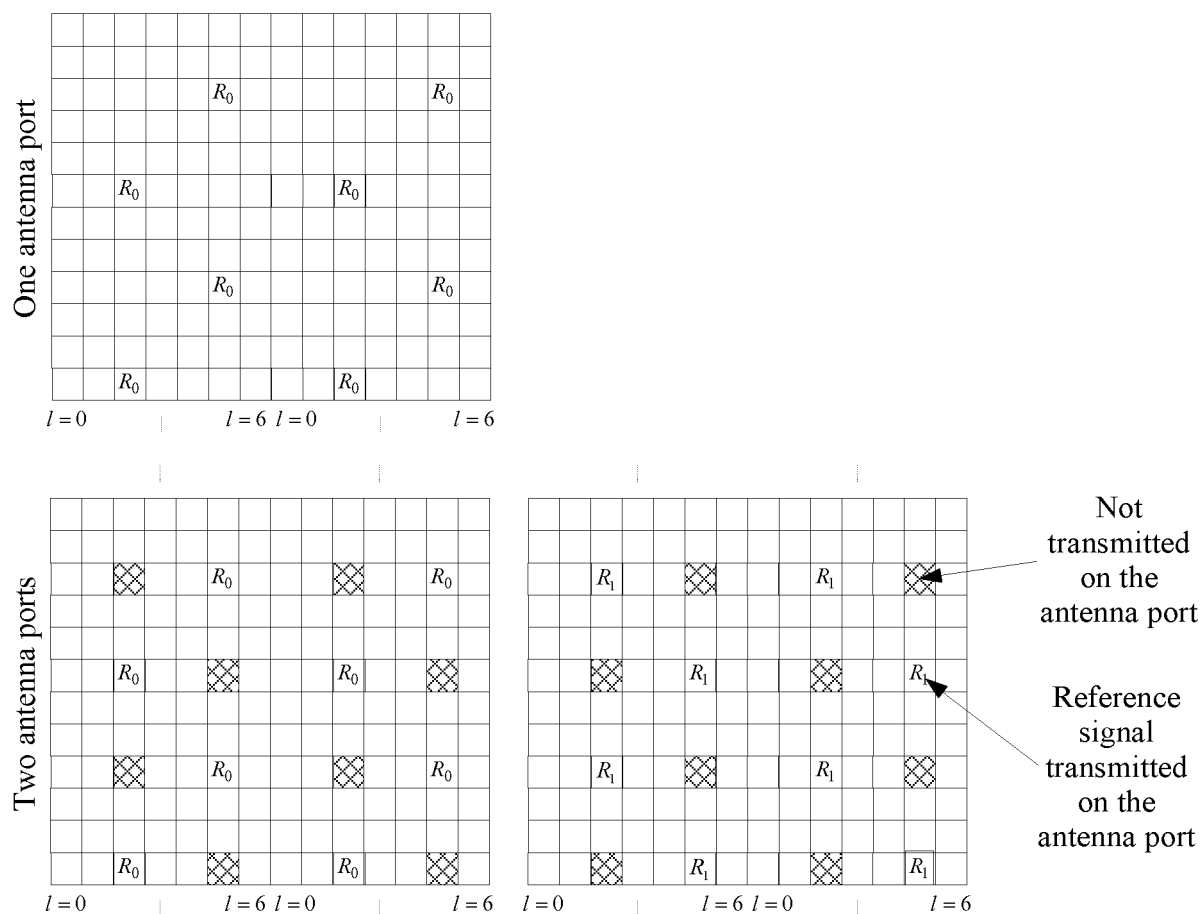 One antenna port
R0 R0
R0 R0
R0 R0
R0 R0
l = 0 l = 6 l = 0 l = 6
Two antenna ports
R0 R0
R0 R0
R0 R0
R0 R0
l = 0 l = 6 l = 0 l = 6
R1 R1
R1 R1
R1 R1
R1 R1
l = 0 l = 6 l = 0 l = 6
Not
transmitted
on the
antenna port
Reference
signal
transmitted
on the
antenna port